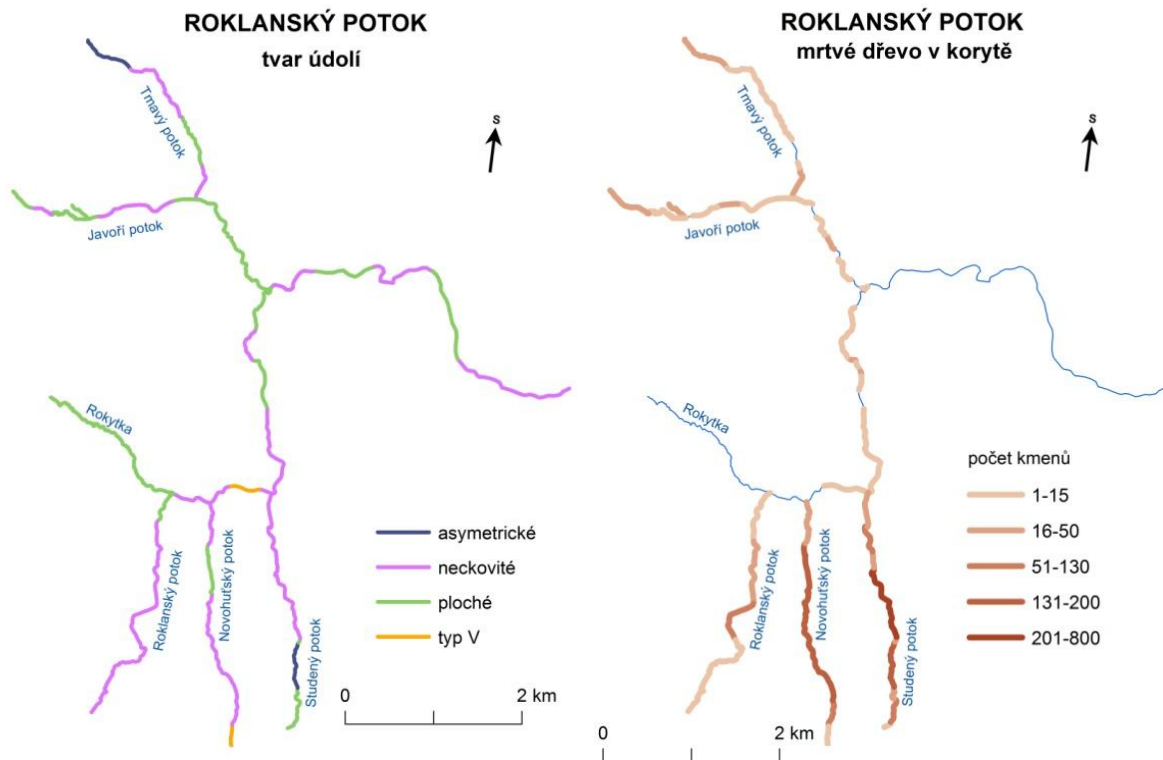 ROKLANSKÝ POTOK
tvar údolí
S
Tmavý potok
Javoří potok
Rokytka
Roklanský potok
Novohuťský potok
Studený potok
asymetrické
neckovité
ploché
typ V
0 2 km
ROKLANSKÝ POTOK
mrtvé dřevo v korytě
S
Tmavý potok
Javoří potok
Rokytka
Roklanský potok
Novohuťský potok
Studený potok
počet kmenů
1-15
16-50
51-130
131-200
201-800
0 2 km